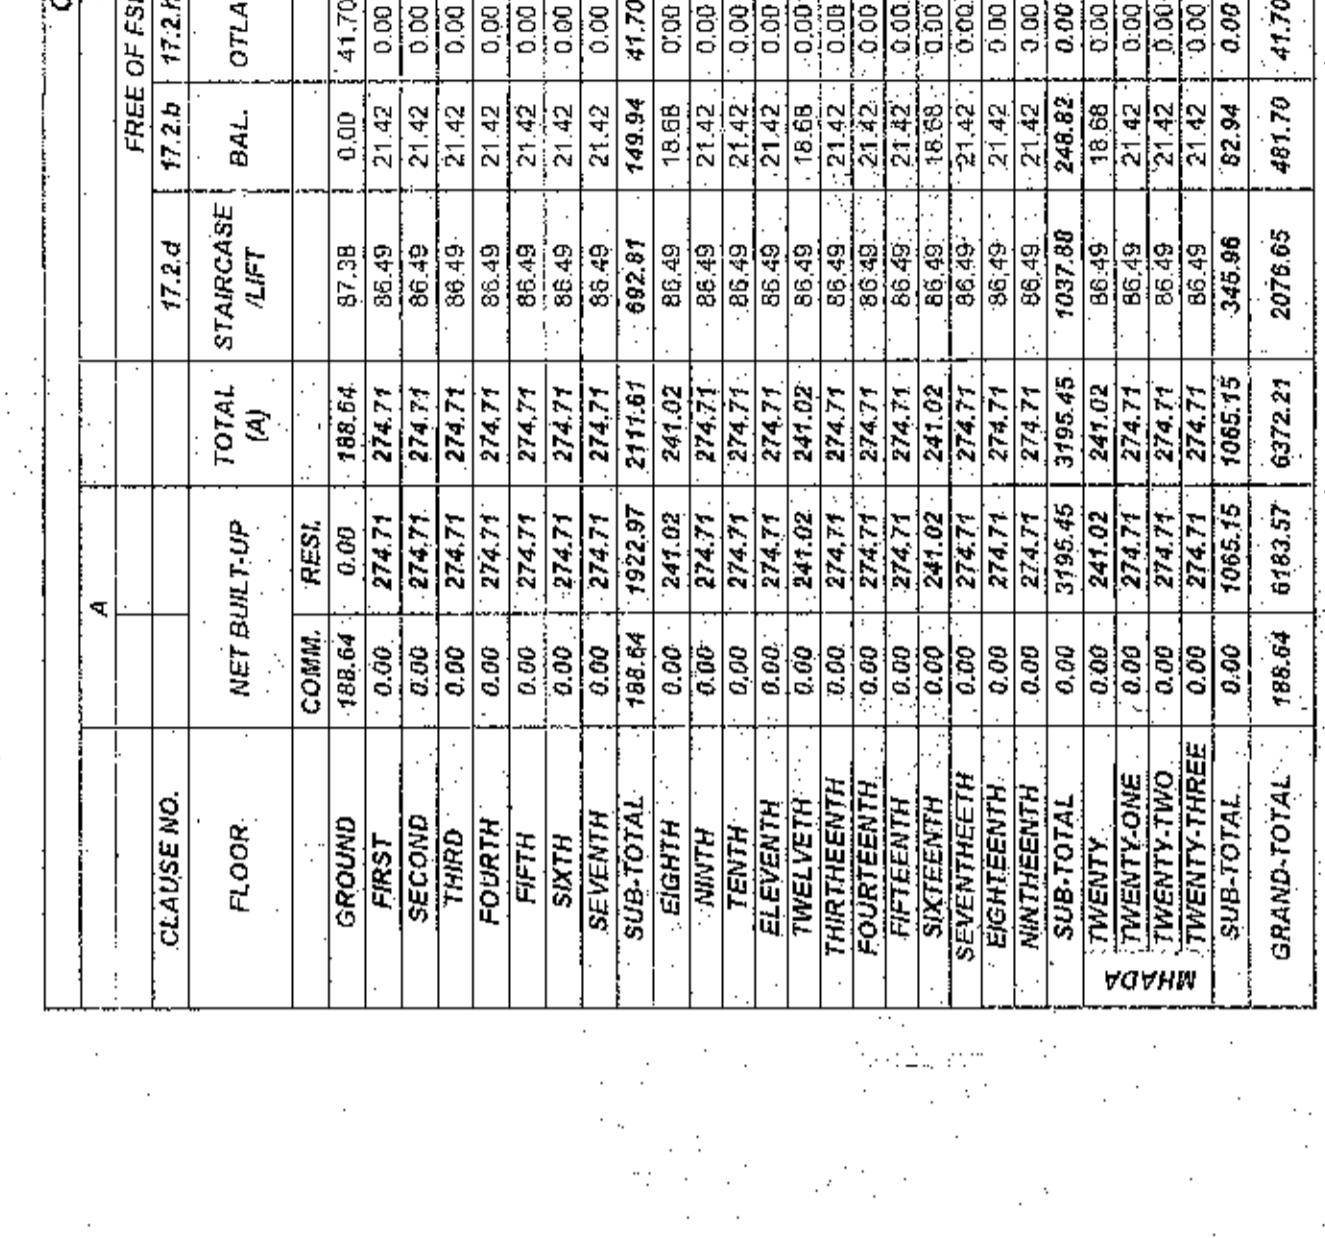 A
FREE OF FSI
CLAUSE NO. 17.2.d 17.2.b 17.2.h
FLOOR NET BUILT-UP TOTAL (A) STAIRCASE /LIFT BAL. OTLA
COMM. RESI.
GROUND 188.64 0.00 188.64 87.38 0.00 41.70
FIRST 0.00 274.71 274.71 86.49 21.42 0.00
SECOND 0.00 274.71 274.71 86.49 21.42 0.00
THIRD 0.00 274.71 274.71 86.49 21.42 0.00
FOURTH 0.00 274.71 274.71 86.49 21.42 0.00
FIFTH 0.00 274.71 274.71 86.49 21.42 0.00
SIXTH 0.00 274.71 274.71 86.49 21.42 0.00
SEVENTH 0.00 274.71 274.71 86.49 21.42 0.00
SUB-TOTAL 188.64 1922.97 2111.61 692.81 149.94 41.70
EIGHTH 0.00 241.02 241.02 86.49 18.68 0.00
NINTH 0.00 274.71 274.71 86.49 21.42 0.00
TENTH 0.00 274.71 274.71 86.49 21.42 0.00
ELEVENTH 0.00 274.71 274.71 86.49 21.42 0.00
TWELVETH 0.00 241.02 241.02 86.49 18.68 0.00
THIRTHEENTH 0.00 274.71 274.71 86.49 21.42 0.00
FOURTEENTH 0.00 274.71 274.71 86.49 21.42 0.00
FIFTEENTH 0.00 274.71 274.71 86.49 21.42 0.00
SIXTEENTH 0.00 241.02 241.02 86.49 18.68 0.00
SEVENTHEETH 0.00 274.71 274.71 86.49 21.42 0.00
EIGHTEENTH 0.00 274.71 274.71 86.49 21.42 0.00
NINTHEENTH 0.00 274.71 274.71 86.49 21.42 0.00
SUB-TOTAL 0.00 3195.45 3195.45 1037.88 248.82 0.00
MHADA
TWENTY 0.00 241.02 241.02 86.49 18.68 0.00
TWENTY-ONE 0.00 274.71 274.71 86.49 21.42 0.00
TWENTY-TWO 0.00 274.71 274.71 86.49 21.42 0.00
TWENTY-THREE 0.00 274.71 274.71 86.49 21.42 0.00
SUB-TOTAL 0.00 1065.15 1065.15 345.96 82.94 0.00
GRAND-TOTAL 188.64 6183.57 6372.21 2076.65 481.70 41.70